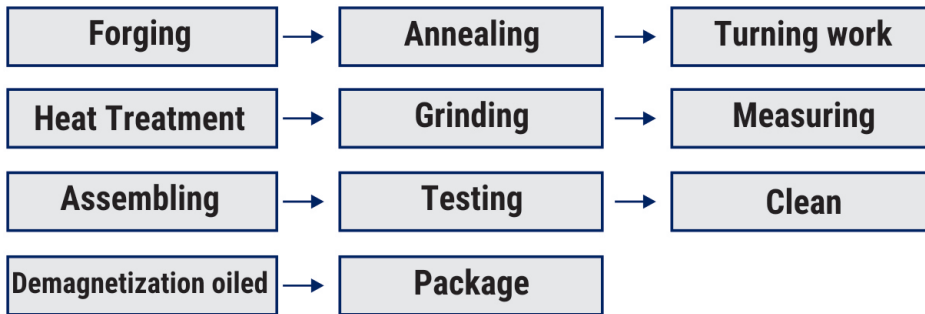 Forging
Annealing
Turning work
Heat Treatment
Grinding
Measuring
Assembling
Testing
Clean
Demagnetization oiled
Package